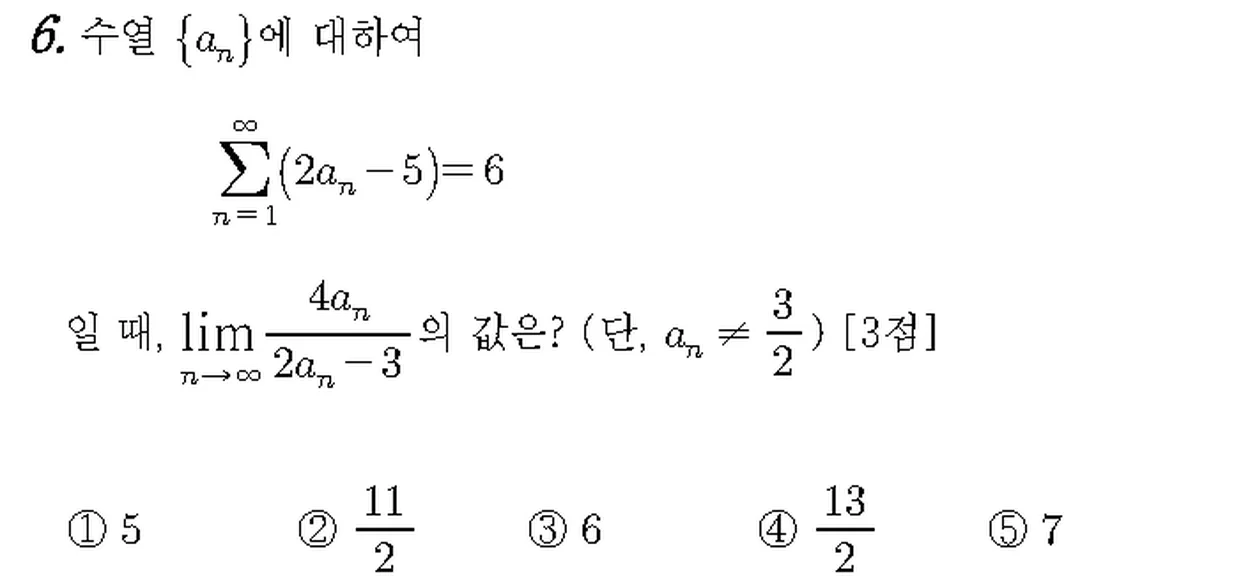 6. 수열 {aₙ}에 대하여
∑_{n=1}^{∞} (2aₙ − 5) = 6
일 때, lim_{n→∞} 4aₙ/(2aₙ − 3) 의 값은? (단, aₙ ≠ 3/2) [3점]
① 5 ② 11/2 ③ 6 ④ 13/2 ⑤ 7